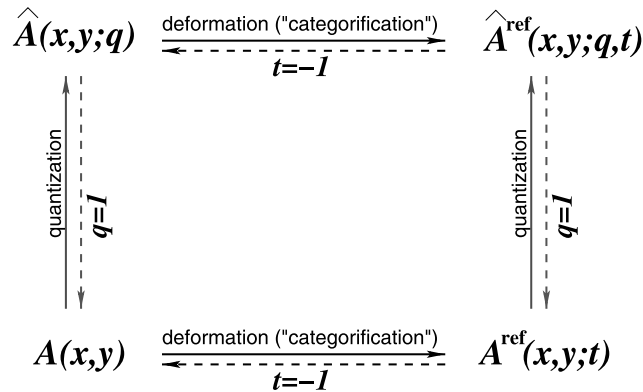 Â(x,y;q)
deformation ("categorification")
t=−1
Â^ref(x,y;q,t)
quantization
q=1
quantization
q=1
A(x,y)
deformation ("categorification")
t=−1
A^ref(x,y;t)